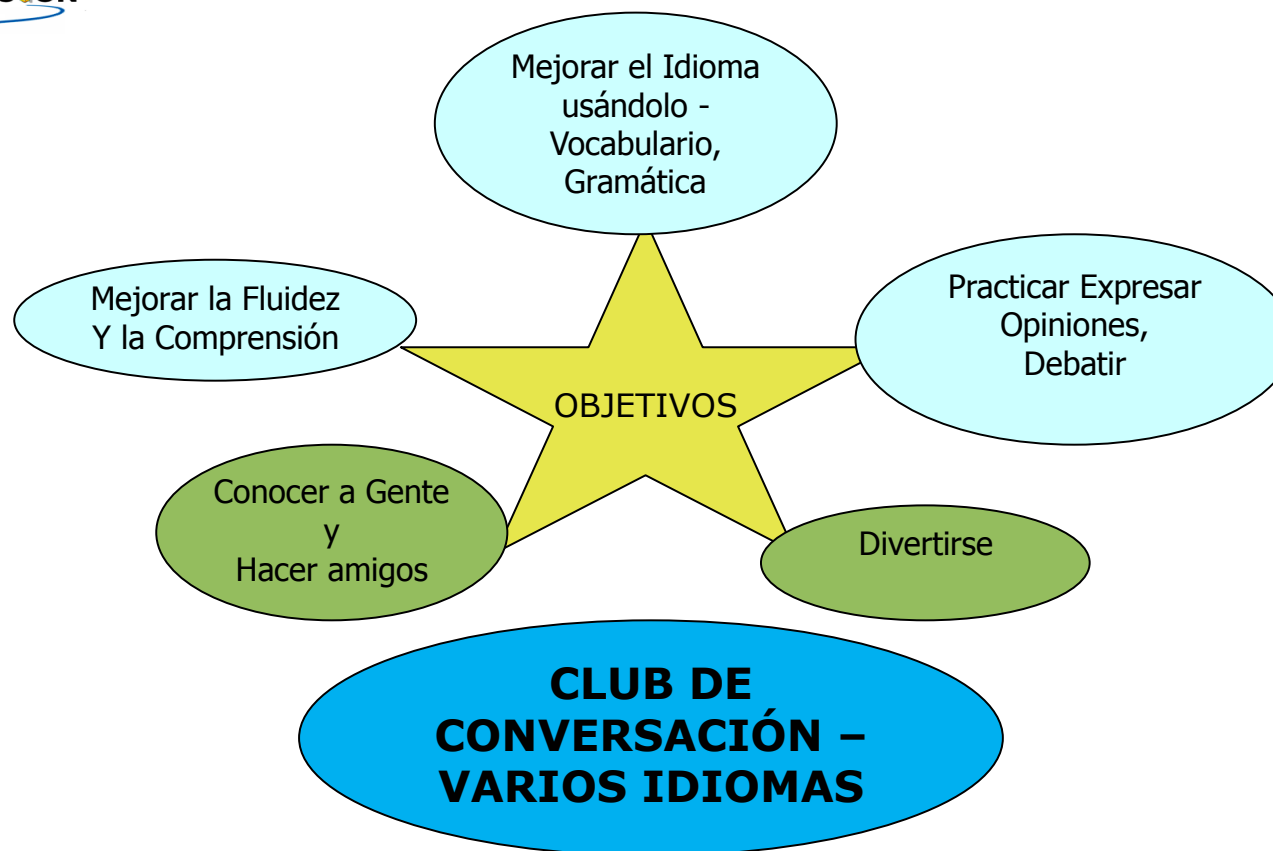 Mejorar el Idioma
usándolo -
Vocabulario,
Gramática
Mejorar la Fluidez
Y la Comprensión
Practicar Expresar
Opiniones,
Debatir
OBJETIVOS
Conocer a Gente
y
Hacer amigos
Divertirse
CLUB DE
CONVERSACIÓN –
VARIOS IDIOMAS